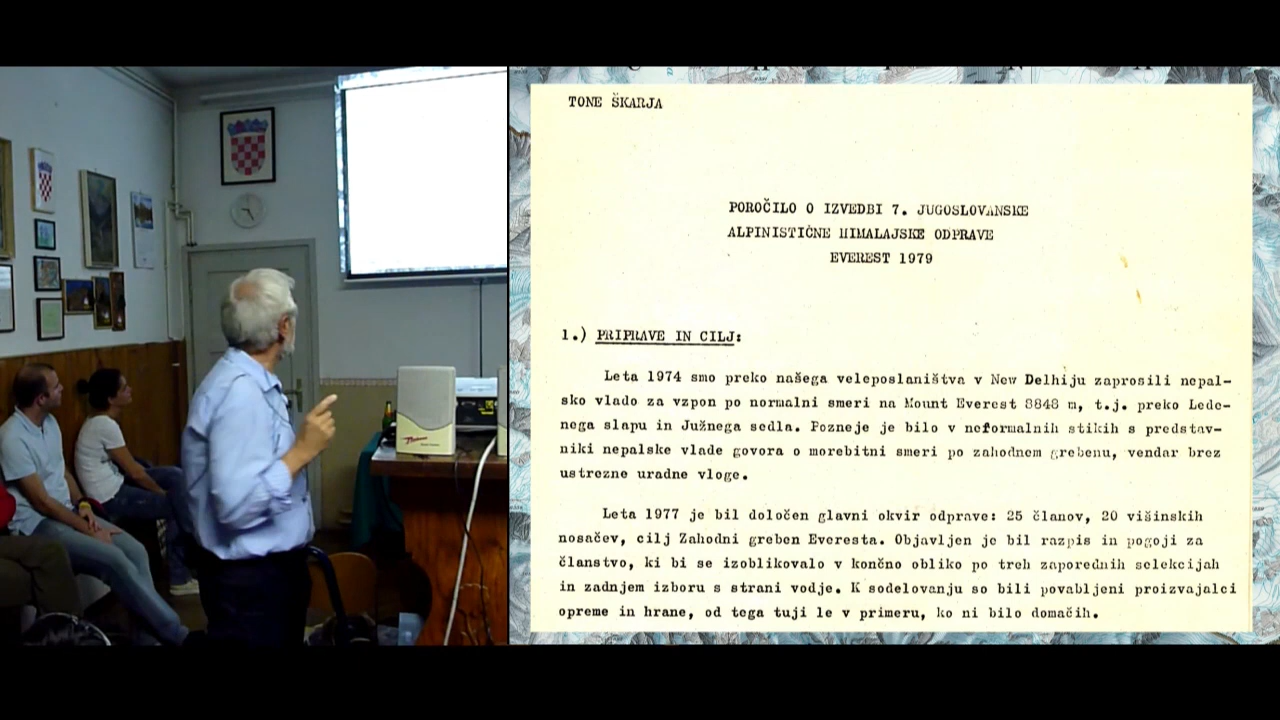 TONE ŠKARJA
POROČILO O IZVEDBI 7. JUGOSLOVANSKE
ALPINISTIČNE HIMALAJSKE ODPRAVE
EVEREST 1979
1.) PRIPRAVE IN CILJ:
Leta 1974 smo preko našega veleposlaništva v New Delhiju zaprosili nepal-
sko vlado za vzpon po normalni smeri na Mount Everest 8848 m, t.j. preko Lede-
nega slapu in Južnega sedla. Pozneje je bilo v neformalnih stikih s predstav-
niki nepalske vlade govora o morebitni smeri po zahodnem grebenu, vendar brez
ustrezne uradne vloge.
Leta 1977 je bil določen glavni okvir odprave: 25 članov, 20 višinskih
nosačev, cilj Zahodni greben Everesta. Objavljen je bil razpis in pogoji za
članstvo, ki bi se izoblikovalo v končno obliko po treh zaporednih selekcijah
in zadnjem izboru s strani vodje. K sodelovanju so bili povabljeni proizvajalci
opreme in hrane, od tega tuji le v primeru, ko ni bilo domačih.